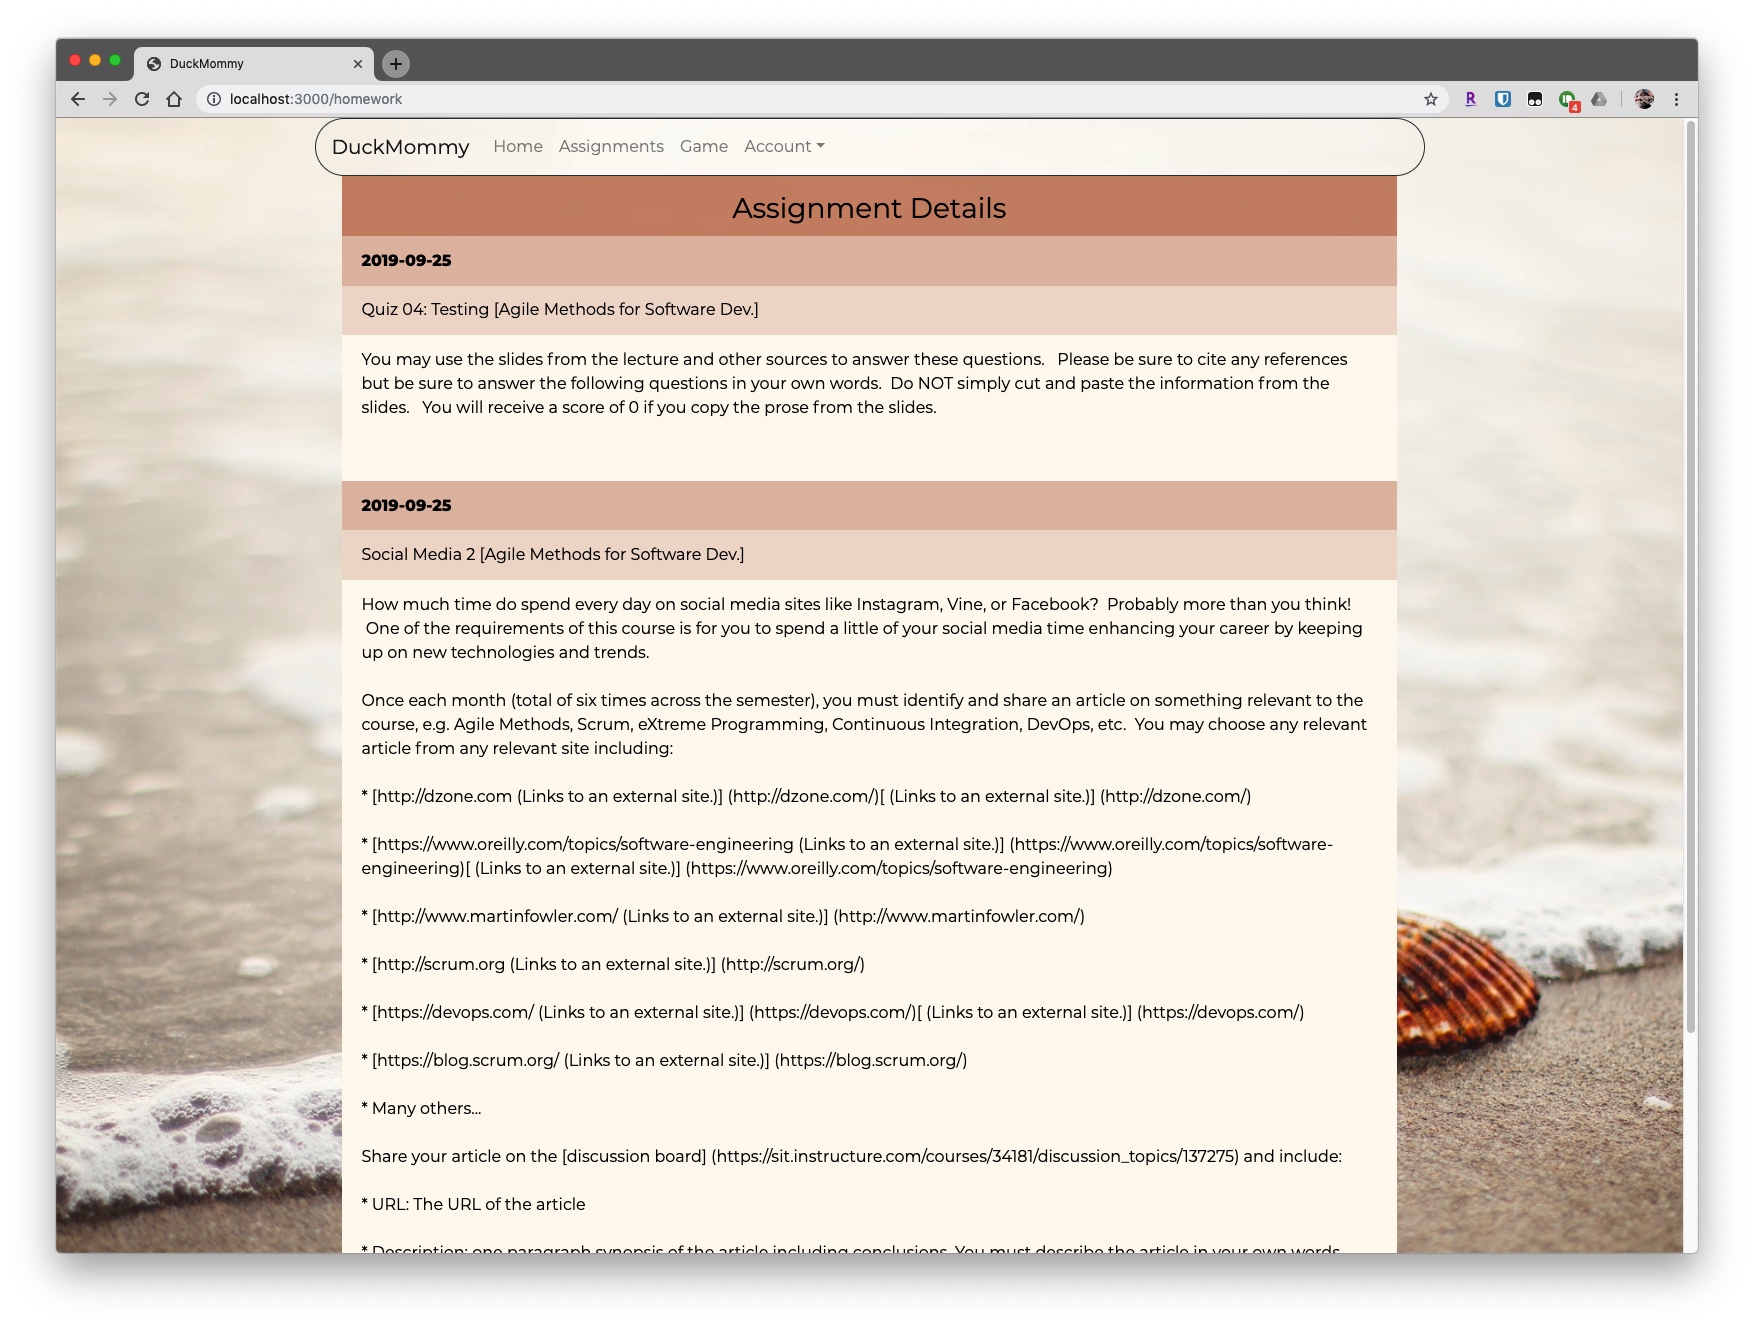 DuckMommy
localhost:3000/homework
R
4
DuckMommy Home Assignments Game Account
Assignment Details
2019-09-25
Quiz 04: Testing [Agile Methods for Software Dev.]
You may use the slides from the lecture and other sources to answer these questions.   Please be sure to cite any references
but be sure to answer the following questions in your own words.  Do NOT simply cut and paste the information from the
slides.   You will receive a score of 0 if you copy the prose from the slides.
2019-09-25
Social Media 2 [Agile Methods for Software Dev.]
How much time do spend every day on social media sites like Instagram, Vine, or Facebook?  Probably more than you think!
One of the requirements of this course is for you to spend a little of your social media time enhancing your career by keeping
up on new technologies and trends.
Once each month (total of six times across the semester), you must identify and share an article on something relevant to the
course, e.g. Agile Methods, Scrum, eXtreme Programming, Continuous Integration, DevOps, etc.  You may choose any relevant
article from any relevant site including:
* [http://dzone.com (Links to an external site.)] (http://dzone.com/)[ (Links to an external site.)] (http://dzone.com/)
* [https://www.oreilly.com/topics/software-engineering (Links to an external site.)] (https://www.oreilly.com/topics/software-
engineering)[ (Links to an external site.)] (https://www.oreilly.com/topics/software-engineering)
* [http://www.martinfowler.com/ (Links to an external site.)] (http://www.martinfowler.com/)
* [http://scrum.org (Links to an external site.)] (http://scrum.org/)
* [https://devops.com/ (Links to an external site.)] (https://devops.com/)[ (Links to an external site.)] (https://devops.com/)
* [https://blog.scrum.org/ (Links to an external site.)] (https://blog.scrum.org/)
* Many others...
Share your article on the [discussion board] (https://sit.instructure.com/courses/34181/discussion_topics/137275) and include:
* URL: The URL of the article
* Description: one paragraph synopsis of the article including conclusions. You must describe the article in your own words.